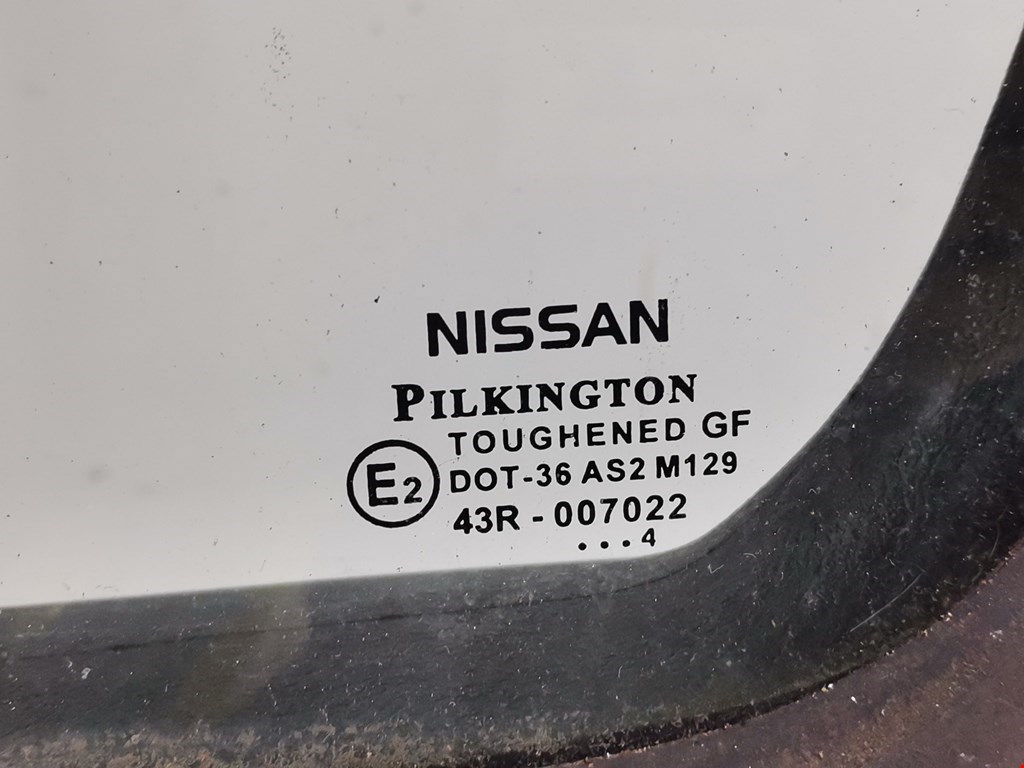 NISSAN
PILKINGTON
TOUGHENED GF
E2
DOT-36 AS2 M129
43R - 007022
...4